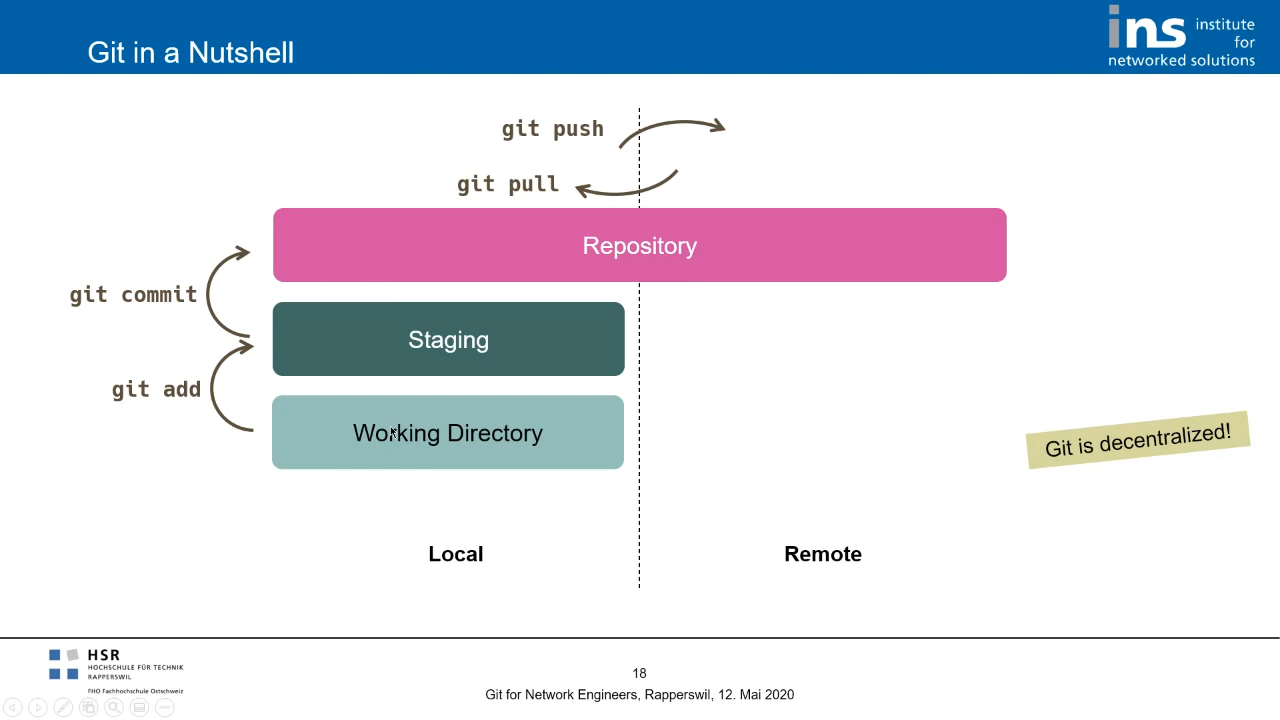 Git in a Nutshell
ins institute
for
networked solutions
git push
git pull
Repository
git commit
Staging
git add
Working Directory
Git is decentralized!
Local
Remote
HSR
HOCHSCHULE FÜR TECHNIK
RAPPERSWIL
FHO Fachhochschule Ostschweiz
18
Git for Network Engineers, Rapperswil, 12. Mai 2020